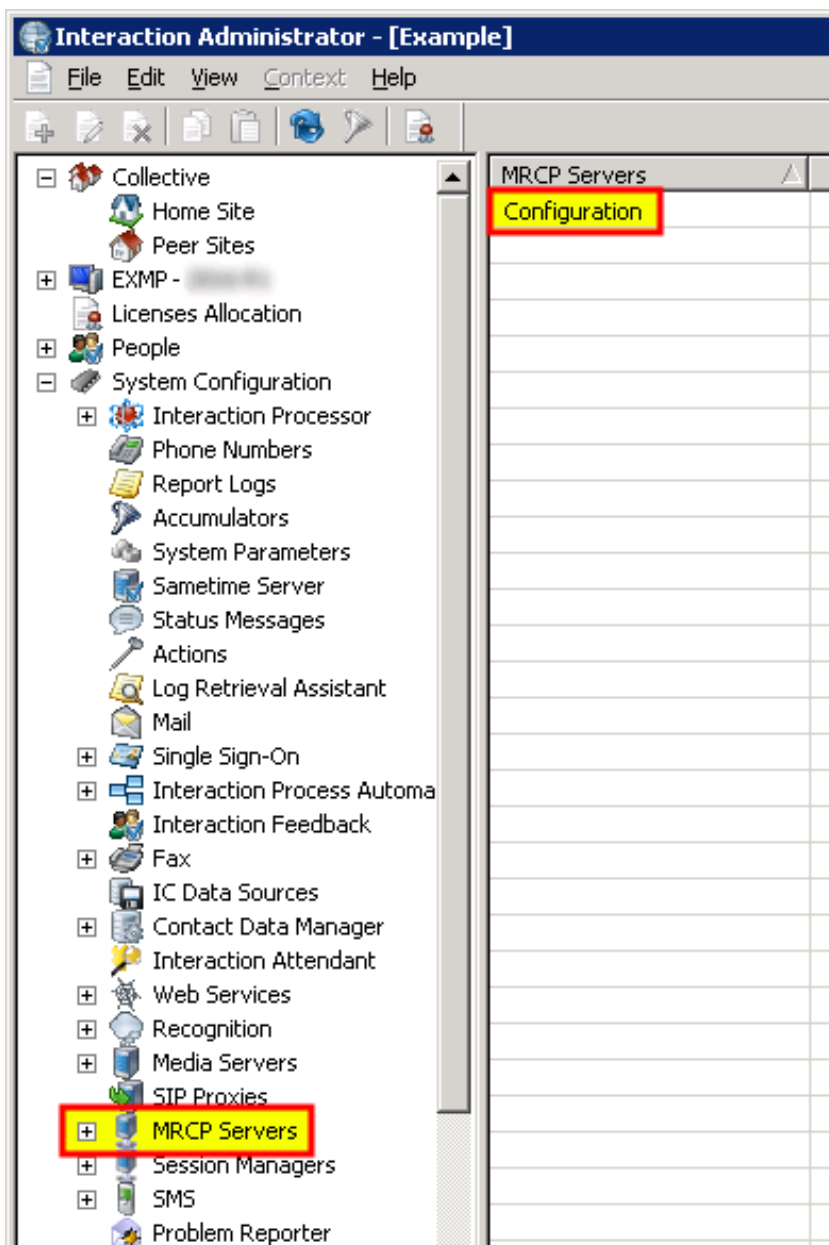 Interaction Administrator - [Example]
File Edit View Context Help
Collective
Home Site
Peer Sites
EXMP -
Licenses Allocation
People
System Configuration
Interaction Processor
Phone Numbers
Report Logs
Accumulators
System Parameters
Sametime Server
Status Messages
Actions
Log Retrieval Assistant
Mail
Single Sign-On
Interaction Process Automa
Interaction Feedback
Fax
IC Data Sources
Contact Data Manager
Interaction Attendant
Web Services
Recognition
Media Servers
SIP Proxies
MRCP Servers
Session Managers
SMS
Problem Reporter
MRCP Servers
Configuration